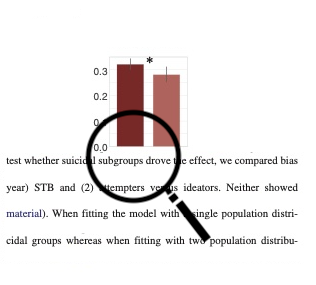 *
0.3
0.2
0.0
test whether suicidal subgroups drove the effect, we compared bias
year) STB and (2) attempters versus ideators. Neither showed
material). When fitting the model with single population distri-
cidal groups whereas when fitting with two population distribu-